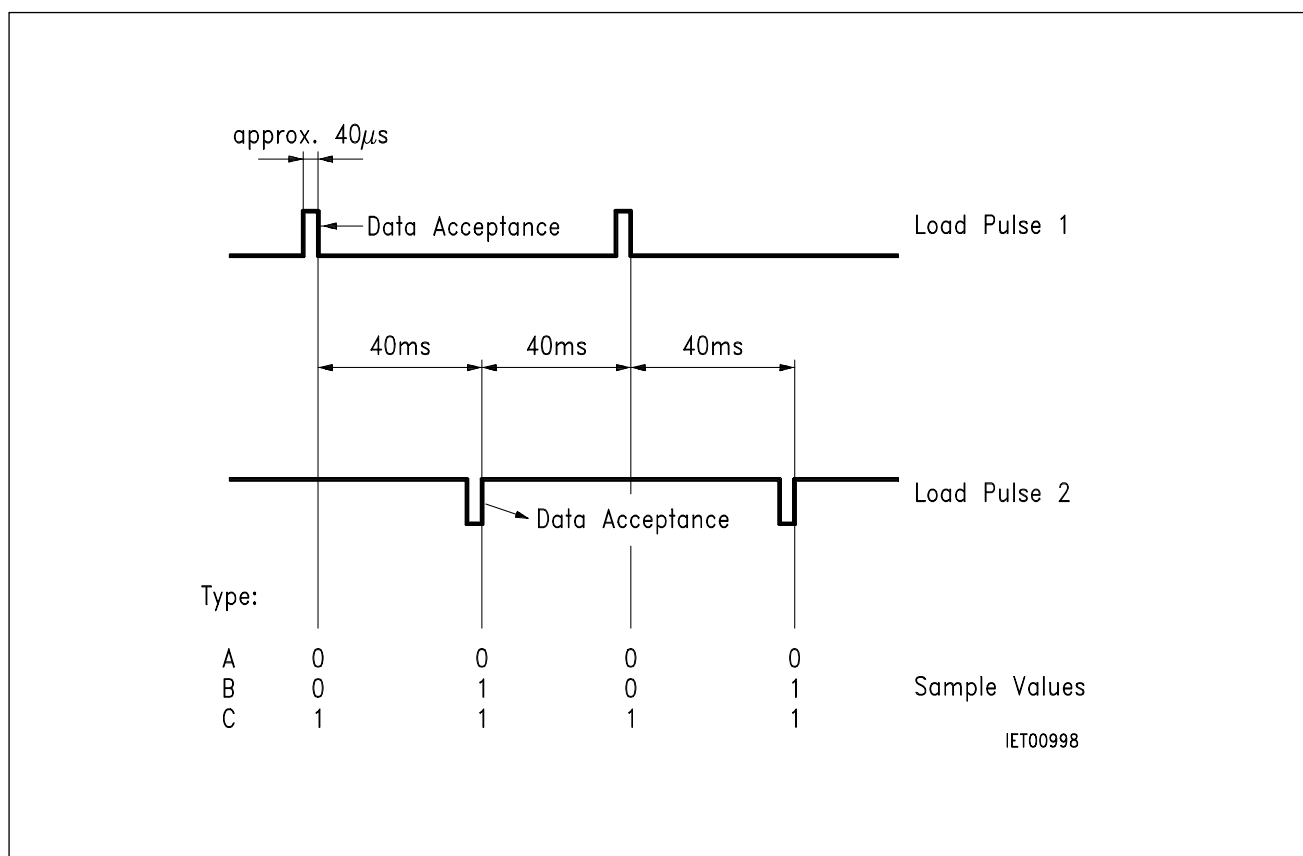 approx. 40μs
Data Acceptance
Load Pulse 1
40ms 40ms 40ms
Load Pulse 2
Data Acceptance
Type:
A 0 0 0 0
B 0 1 0 1 Sample Values
C 1 1 1 1
IET00998